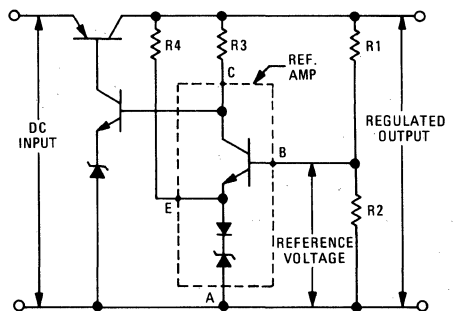 R4
R3
R1
C
REF.
AMP
DC
INPUT
B
REGULATED
OUTPUT
R2
E
REFERENCE
VOLTAGE
A